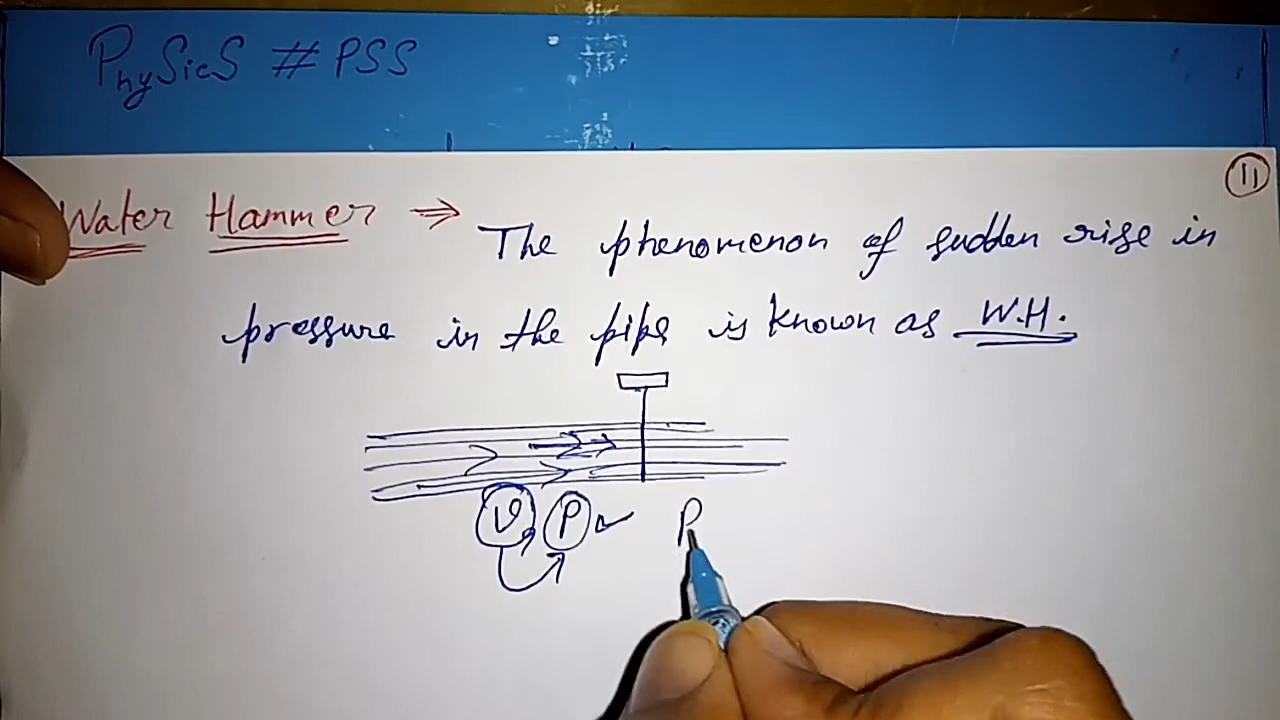 PhySicS # PSS
11
Water Hammer ⇒ The phenomenon of sudden rise in
pressure in the pipe is known as W.H.
V P ✓ P